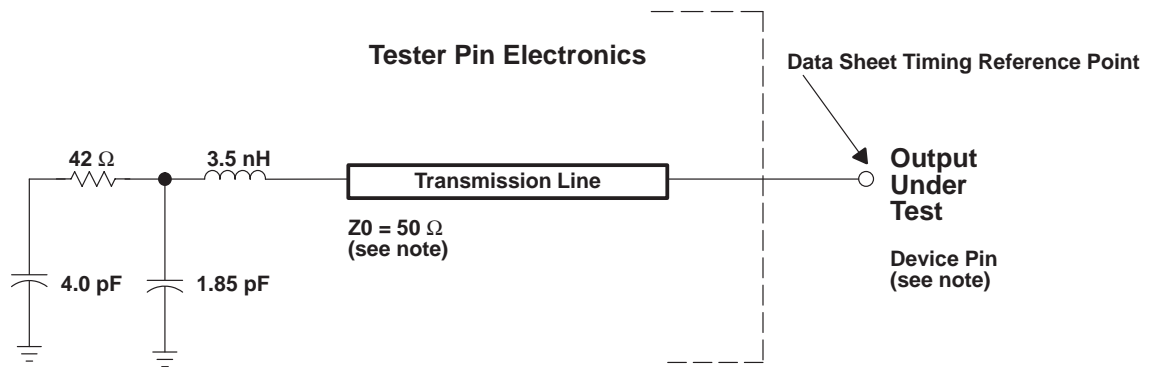 Tester Pin Electronics
Data Sheet Timing Reference Point
42 Ω
3.5 nH
Transmission Line
Output
Under
Test
Z0 = 50 Ω
(see note)
Device Pin
(see note)
4.0 pF
1.85 pF